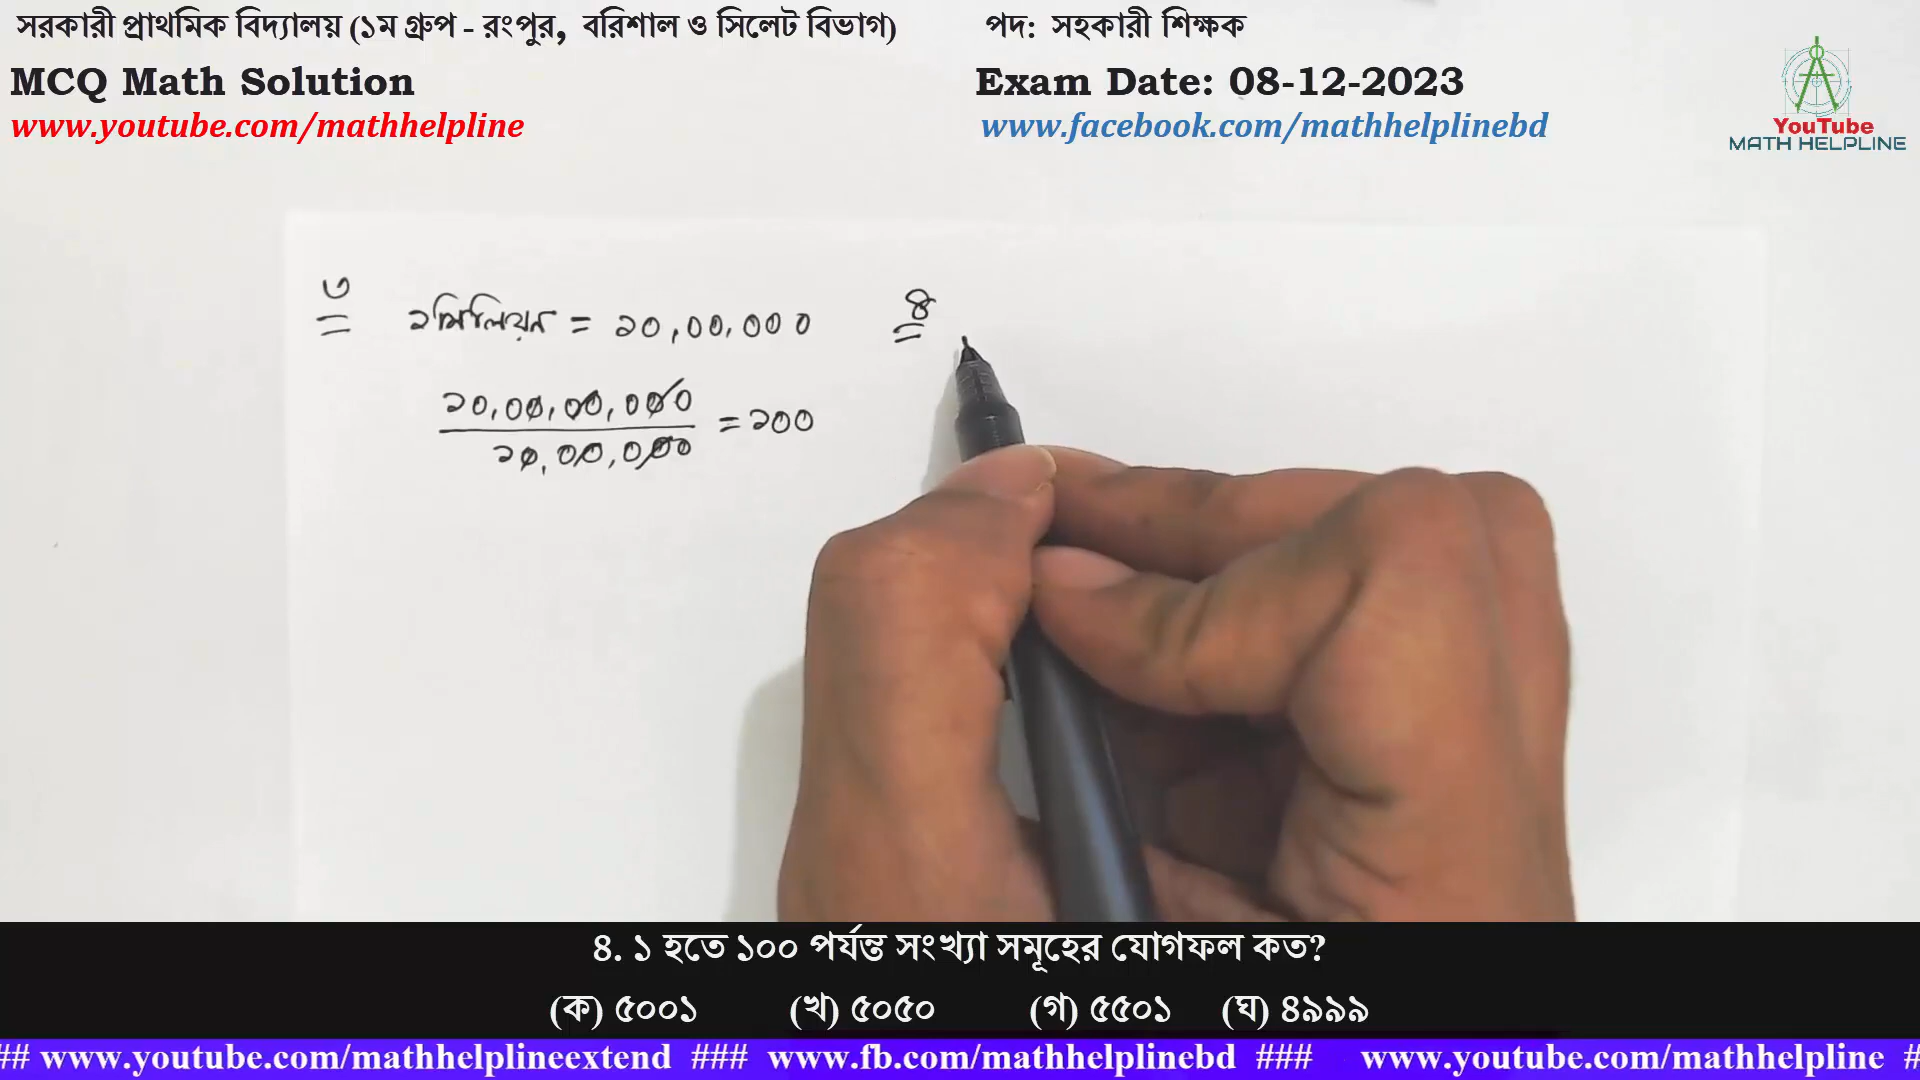 সরকারী প্রাথমিক বিদ্যালয় (১ম গ্রুপ - রংপুর, বরিশাল ও সিলেট বিভাগ) পদ: সহকারী শিক্ষক
MCQ Math Solution Exam Date: 08-12-2023
www.youtube.com/mathhelpline www.facebook.com/mathhelplinebd
YouTube
MATH HELPLINE
৩
১মিলিয়ন = ১০,০০,০০০
১০,০০,০০,০০০
১০,০০,০০০
= ১০০
৪
৪. ১ হতে ১০০ পর্যন্ত সংখ্যা সমূহের যোগফল কত?
(ক) ৫০০১ (খ) ৫০৫০ (গ) ৫৫০১ (ঘ) ৪৯৯৯
## www.youtube.com/mathhelplineextend ### www.fb.com/mathhelplinebd ### www.youtube.com/mathhelpline #